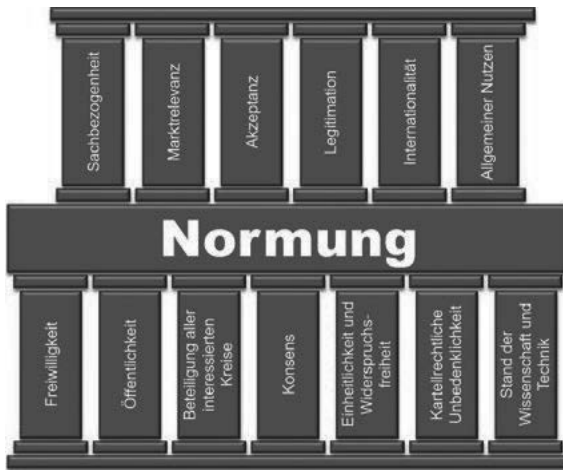 Sachbezogenheit
Marktrelevanz
Akzeptanz
Legitimation
Internationalität
Allgemeiner Nutzen
Normung
Freiwilligkeit
Öffentlichkeit
Beteiligung aller
interessierten
Kreise
Konsens
Einheitlichkeit und
Widerspruchs-
freiheit
Kartellrechtliche
Unbedenklichkeit
Stand der
Wissenschaft und
Technik